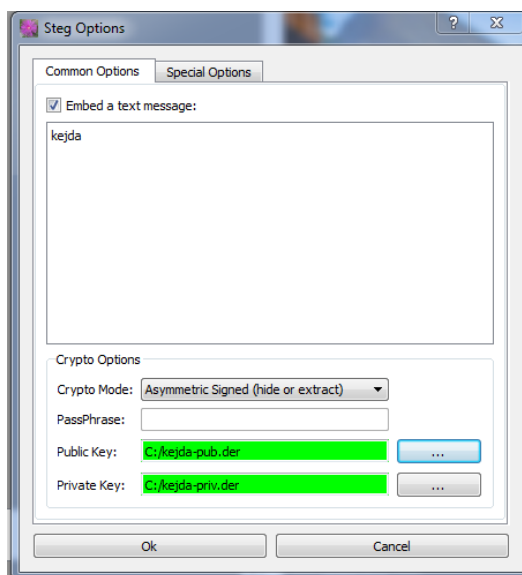 Steg Options
Common Options Special Options
Embed a text message:
kejda
Crypto Options
Crypto Mode: Asymmetric Signed (hide or extract)
PassPhrase:
Public Key: C:/kejda-pub.der ...
Private Key: C:/kejda-priv.der ...
Ok Cancel